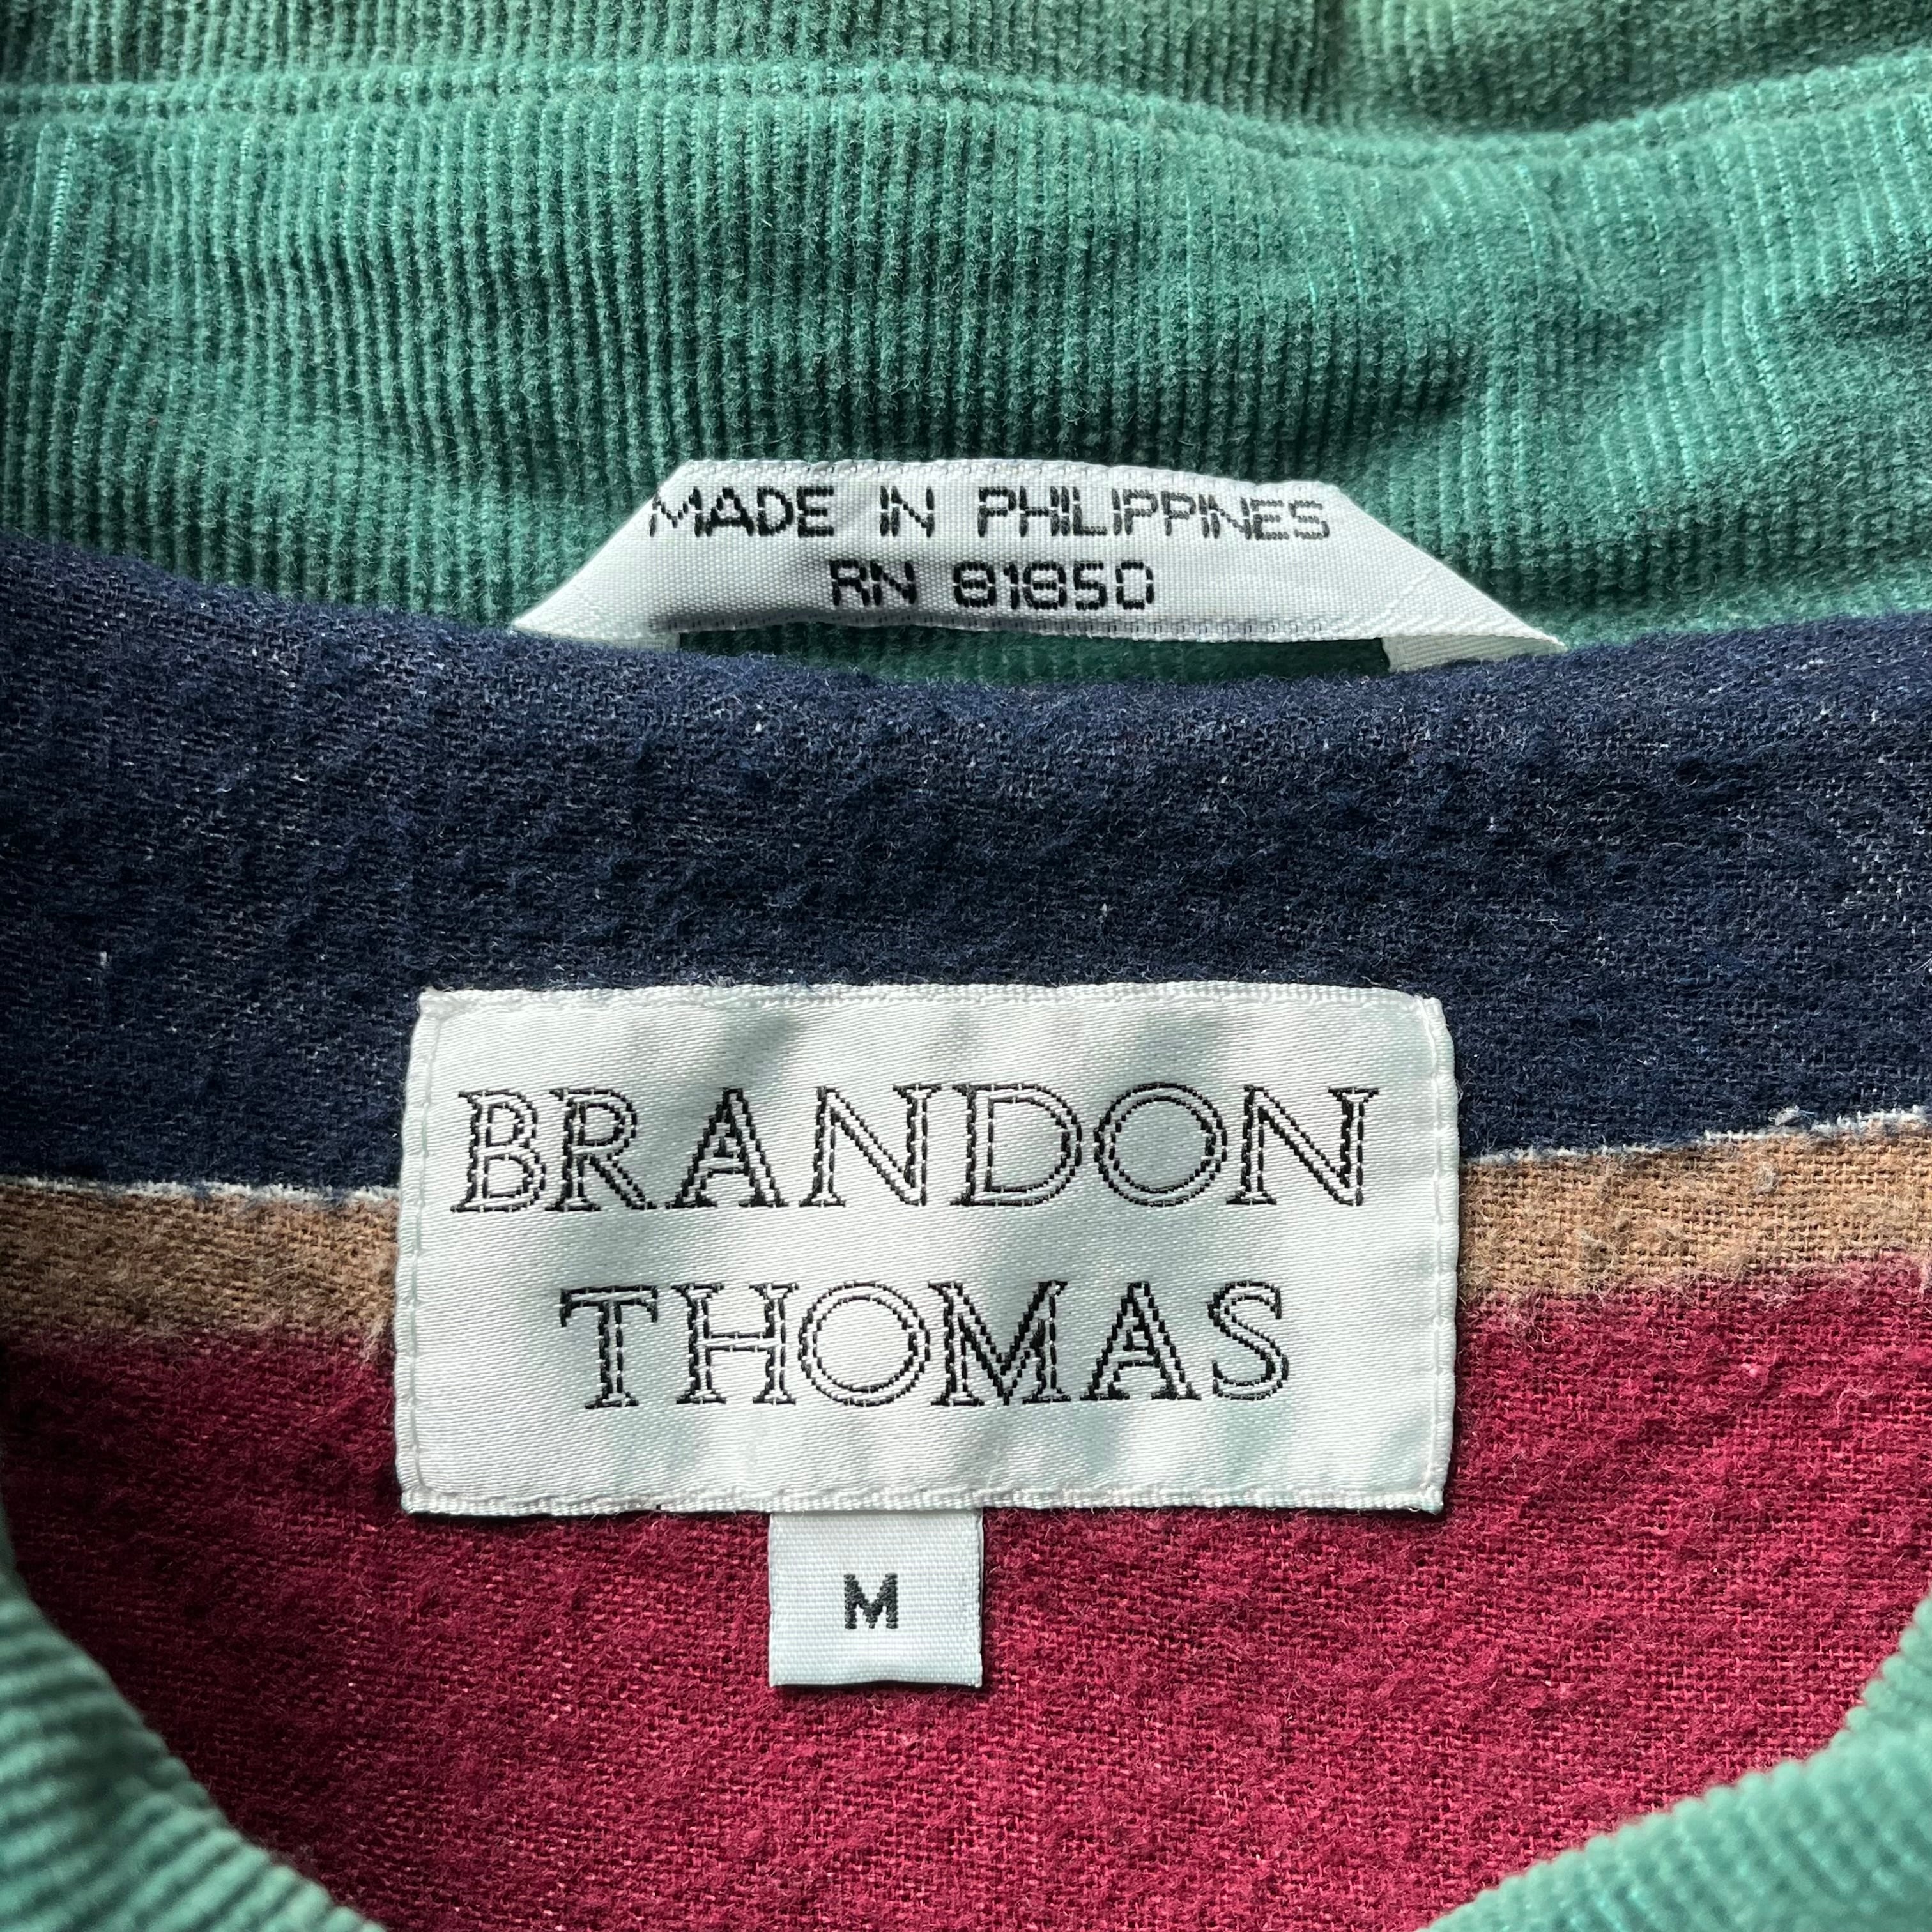 MADE IN PHILIPPINES
RN 81850
BRANDON
THOMAS
M